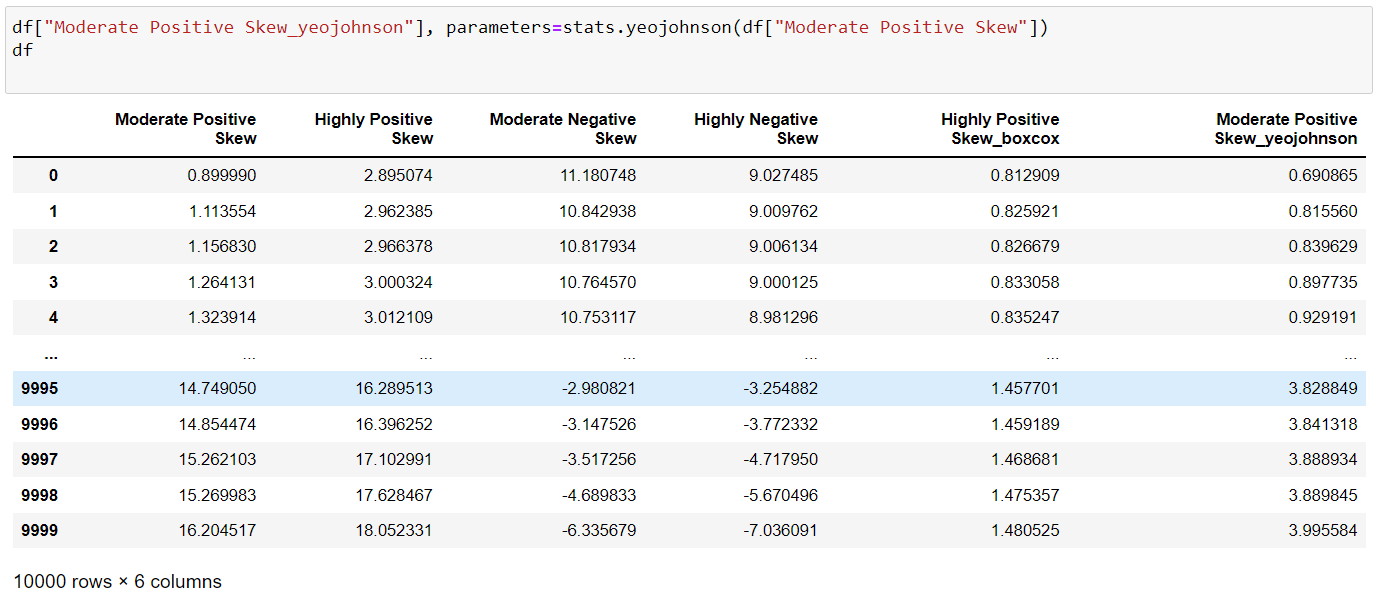 df["Moderate Positive Skew_yeojohnson"], parameters=stats.yeojohnson(df["Moderate Positive Skew"])
df
Moderate Positive Skew Highly Positive Skew Moderate Negative Skew Highly Negative Skew Highly Positive Skew_boxcox Moderate Positive Skew_yeojohnson
0 0.899990 2.895074 11.180748 9.027485 0.812909 0.690865
1 1.113554 2.962385 10.842938 9.009762 0.825921 0.815560
2 1.156830 2.966378 10.817934 9.006134 0.826679 0.839629
3 1.264131 3.000324 10.764570 9.000125 0.833058 0.897735
4 1.323914 3.012109 10.753117 8.981296 0.835247 0.929191
... ... ... ... ... ... ...
9995 14.749050 16.289513 -2.980821 -3.254882 1.457701 3.828849
9996 14.854474 16.396252 -3.147526 -3.772332 1.459189 3.841318
9997 15.262103 17.102991 -3.517256 -4.717950 1.468681 3.888934
9998 15.269983 17.628467 -4.689833 -5.670496 1.475357 3.889845
9999 16.204517 18.052331 -6.335679 -7.036091 1.480525 3.995584
10000 rows × 6 columns